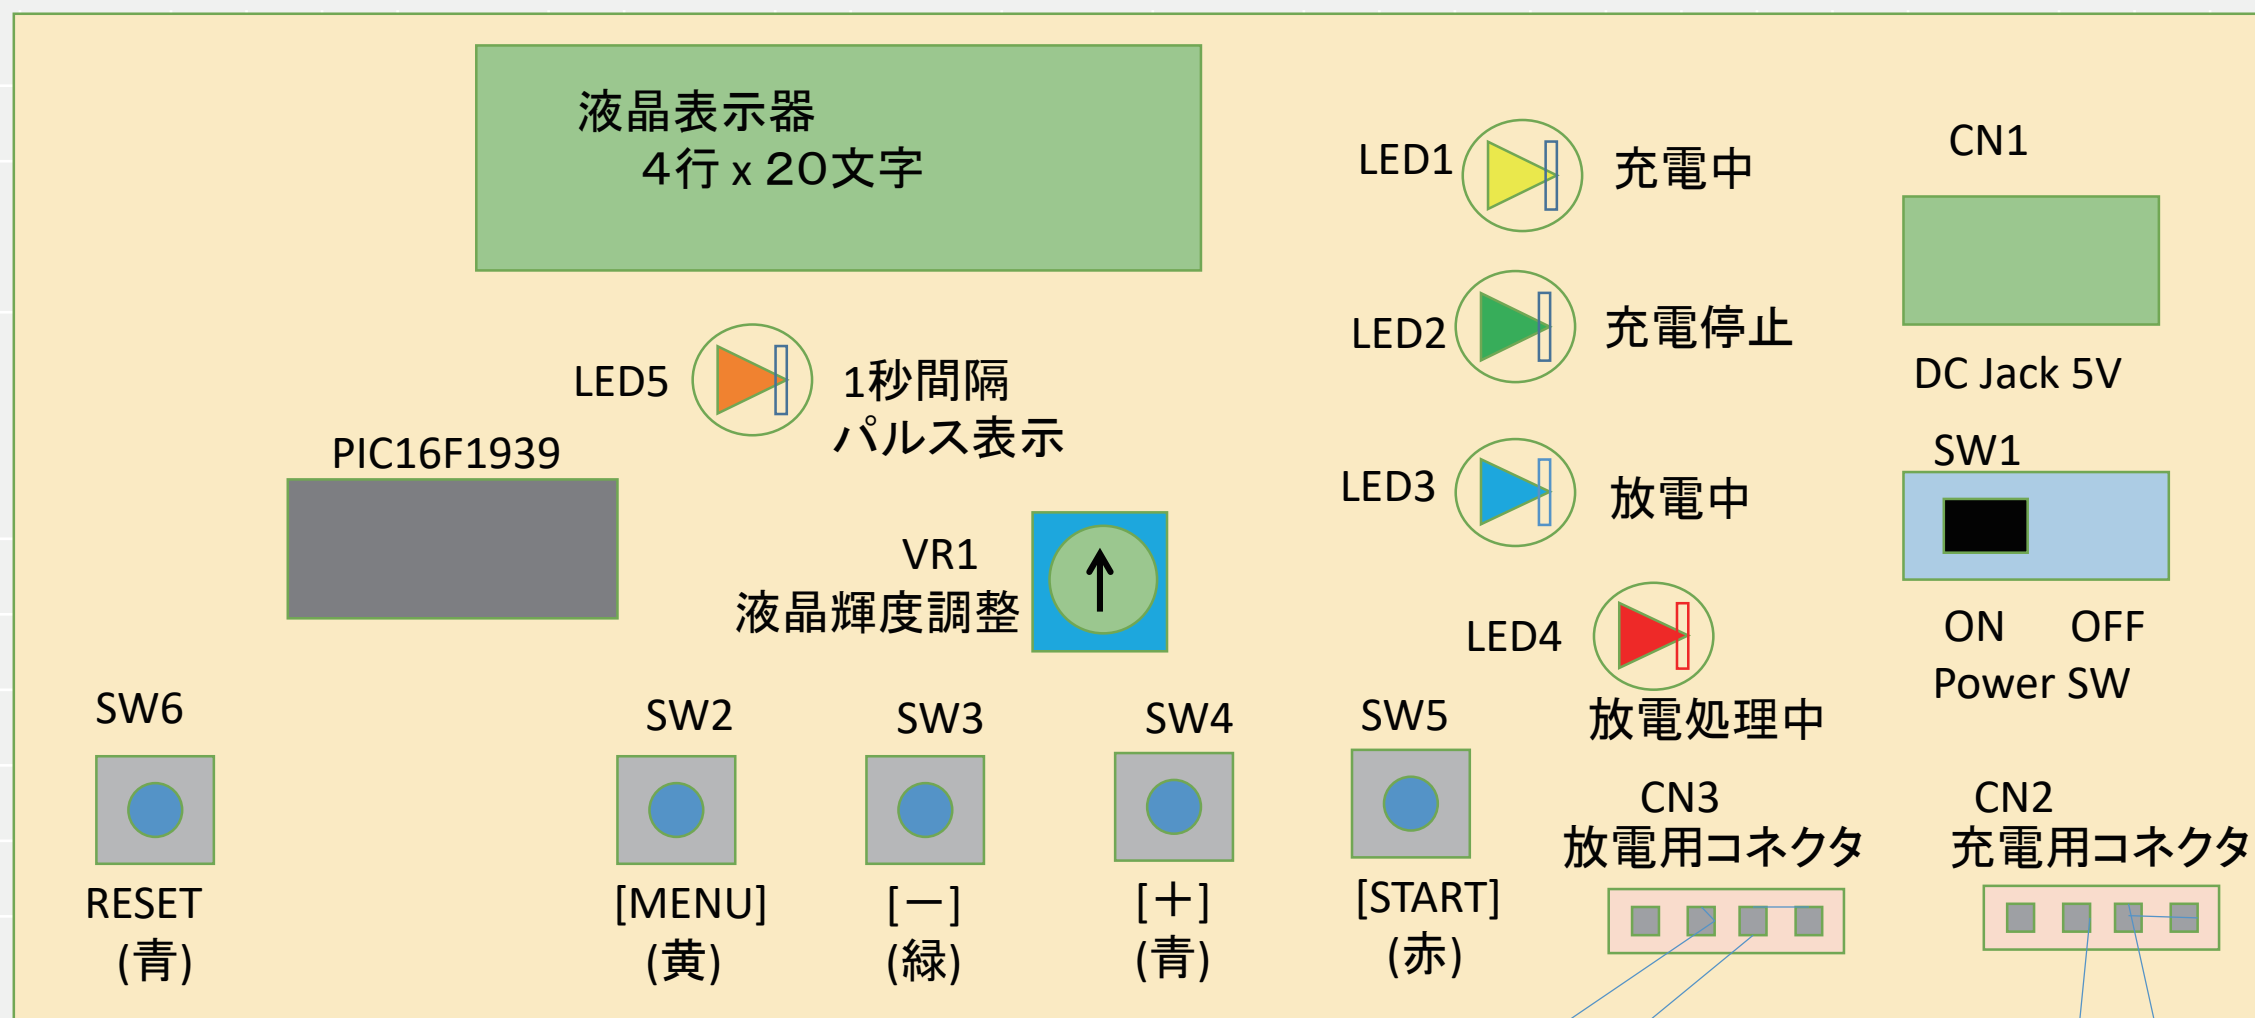 液晶表示器
４行 x ２０文字
LED1
充電中
CN1
DC Jack 5V
LED2
充電停止
LED5
1秒間隔
パルス表示
PIC16F1939
SW1
ON OFF
Power SW
LED3
放電中
VR1
液晶輝度調整
LED4
放電処理中
SW6
RESET
(青)
SW2
[MENU]
(黄)
SW3
[－]
(緑)
SW4
[＋]
(青)
SW5
[START]
(赤)
CN3
放電用コネクタ
CN2
充電用コネクタ